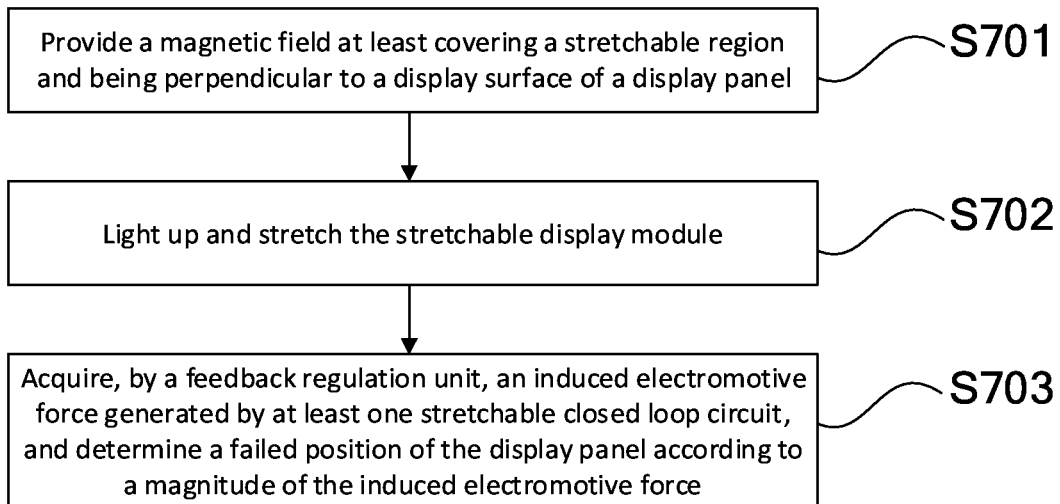 Provide a magnetic field at least covering a stretchable region
and being perpendicular to a display surface of a display panel
S701
Light up and stretch the stretchable display module
S702
Acquire, by a feedback regulation unit, an induced electromotive
force generated by at least one stretchable closed loop circuit,
and determine a failed position of the display panel according to
a magnitude of the induced electromotive force
S703